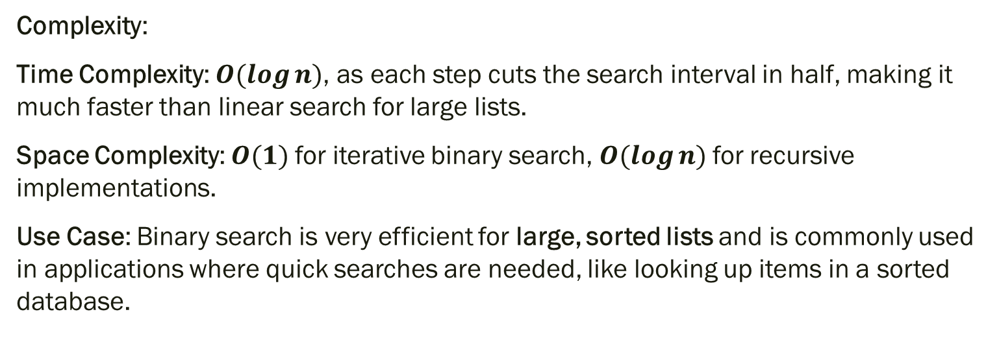 Complexity:
Time Complexity: O(log n), as each step cuts the search interval in half, making it
much faster than linear search for large lists.
Space Complexity: O(1) for iterative binary search, O(log n) for recursive
implementations.
Use Case: Binary search is very efficient for large, sorted lists and is commonly used
in applications where quick searches are needed, like looking up items in a sorted
database.